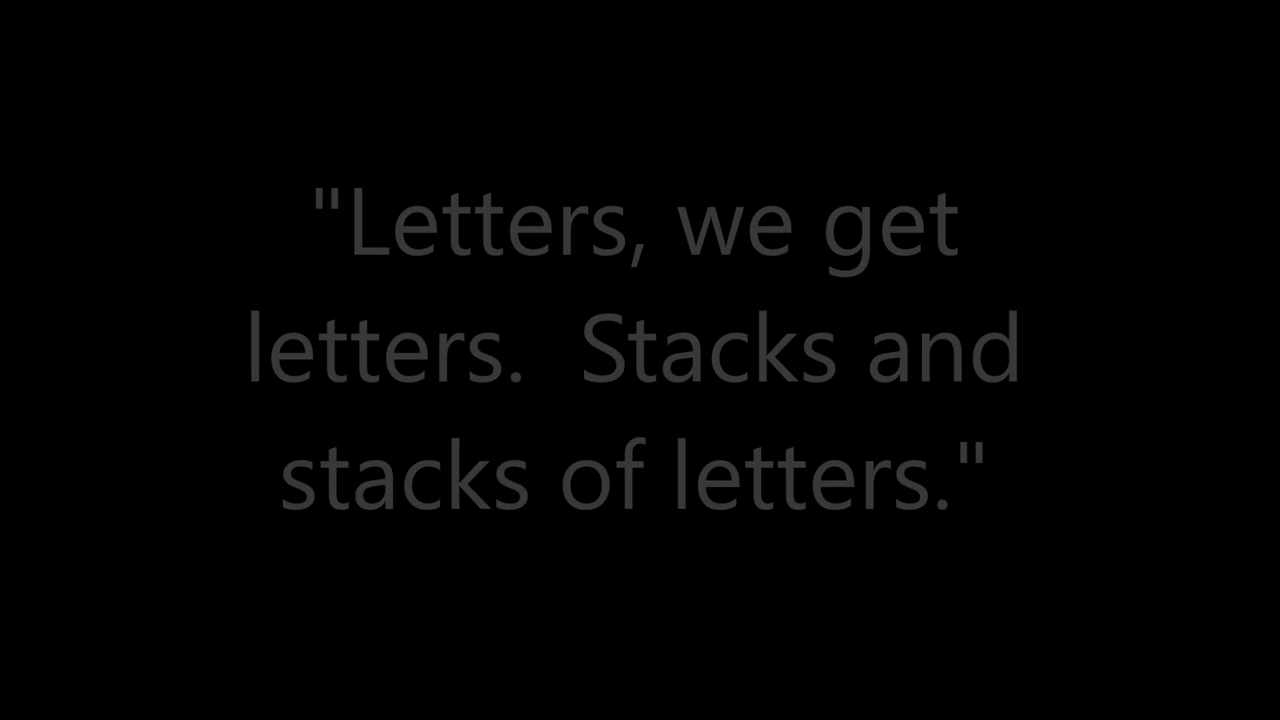 "Letters, we get
letters.  Stacks and
stacks of letters."